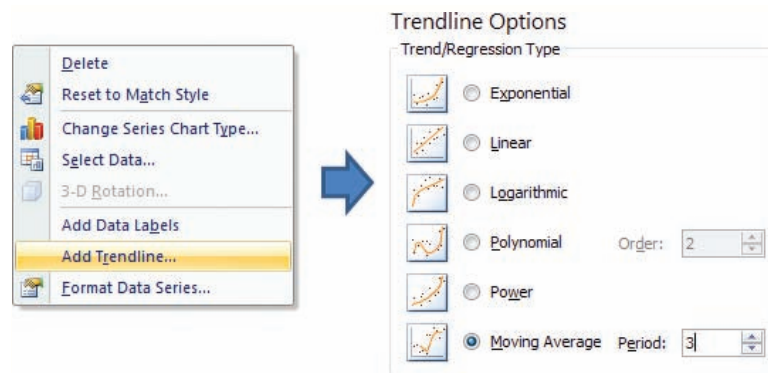 Delete
Reset to Match Style
Change Series Chart Type...
Select Data...
3-D Rotation...
Add Data Labels
Add Trendline...
Format Data Series...
Trendline Options
Trend/Regression Type
Exponential
Linear
Logarithmic
Polynomial Order: 2
Power
Moving Average Period: 3